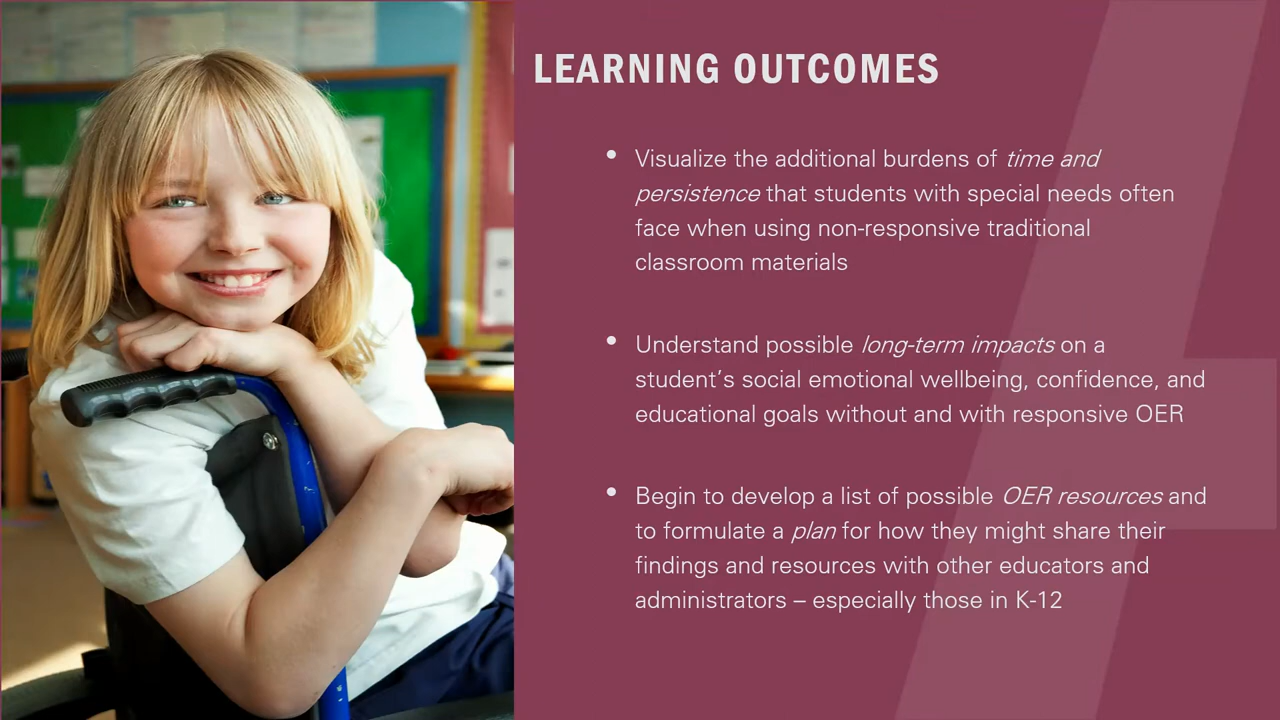 LEARNING OUTCOMES
• Visualize the additional burdens of time and
persistence that students with special needs often
face when using non-responsive traditional
classroom materials
• Understand possible long-term impacts on a
student's social emotional wellbeing, confidence, and
educational goals without and with responsive OER
• Begin to develop a list of possible OER resources and
to formulate a plan for how they might share their
findings and resources with other educators and
administrators – especially those in K-12